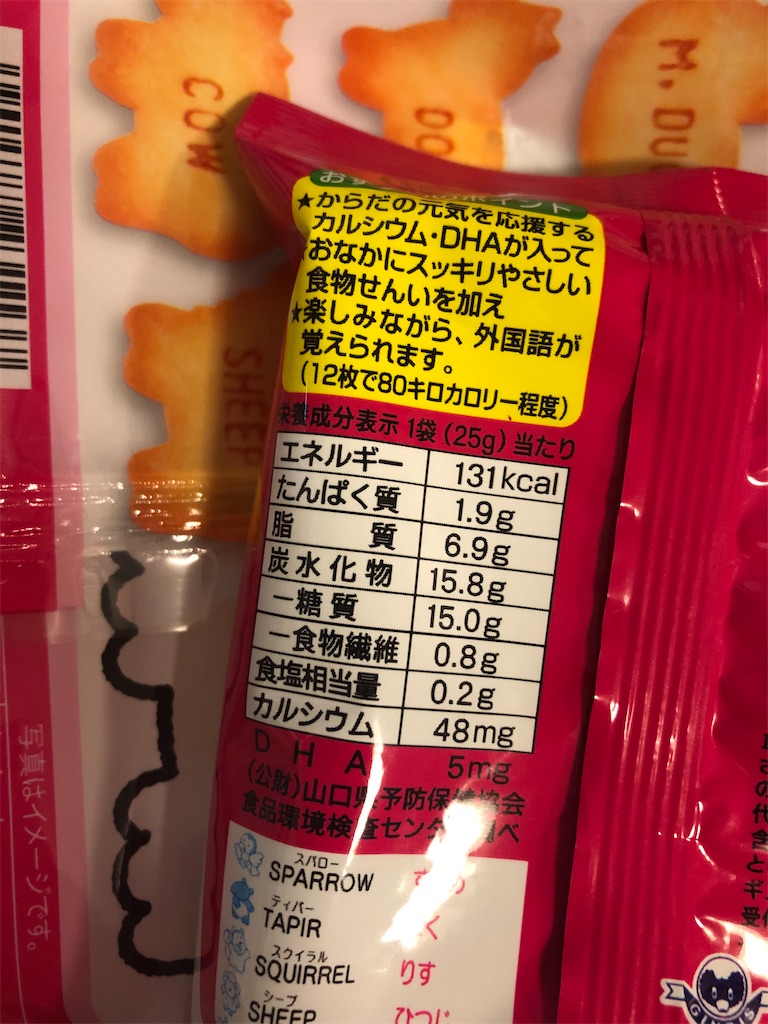 COW
M. DU
SHEEP
★からだの元気を応援する
カルシウム・DHAが入って
おなかにスッキリやさしい
食物せんいを加え
★楽しみながら、外国語が
覚えられます。
(12枚で80キロカロリー程度)
栄養成分表示 1袋(25g)当たり
エネルギー 131kcal
たんぱく質 1.9g
脂質 6.9g
炭水化物 15.8g
―糖質 15.0g
―食物繊維 0.8g
食塩相当量 0.2g
カルシウム 48mg
DHA 5mg
(公財)山口県予防保健協会
食品環境検査センター調べ
スパロー
SPARROW
ティパー
TAPIR
スクイラル
SQUIRREL りす
シープ
SHEEP ひつじ
写真はイメージです。